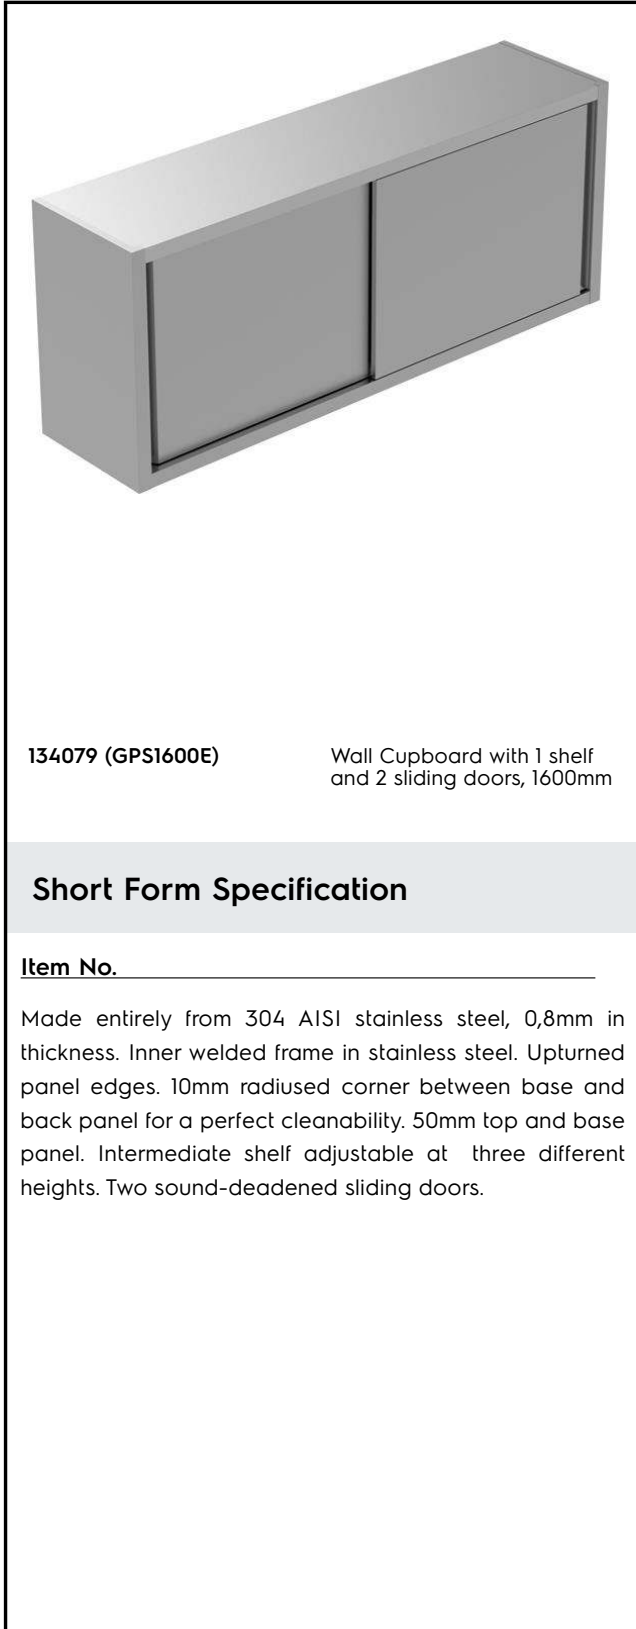 134079 (GPS1600E)
Wall Cupboard with 1 shelf
and 2 sliding doors, 1600mm
Short Form Specification
Item No.
Made entirely from 304 AISI stainless steel, 0,8mm in
thickness. Inner welded frame in stainless steel. Upturned
panel edges. 10mm radiused corner between base and
back panel for a perfect cleanability. 50mm top and base
panel. Intermediate shelf adjustable at three different
heights. Two sound-deadened sliding doors.